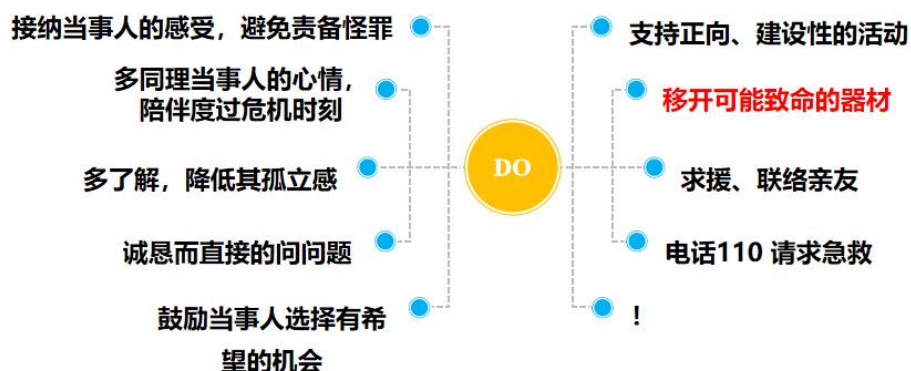 接纳当事人的感受，避免责备怪罪
多同理当事人的心情，
陪伴度过危机时刻
多了解，降低其孤立感
诚恳而直接的问问题
鼓励当事人选择有希
望的机会
DO
支持正向、建设性的活动
移开可能致命的器材
求援、联络亲友
电话110 请求急救
！